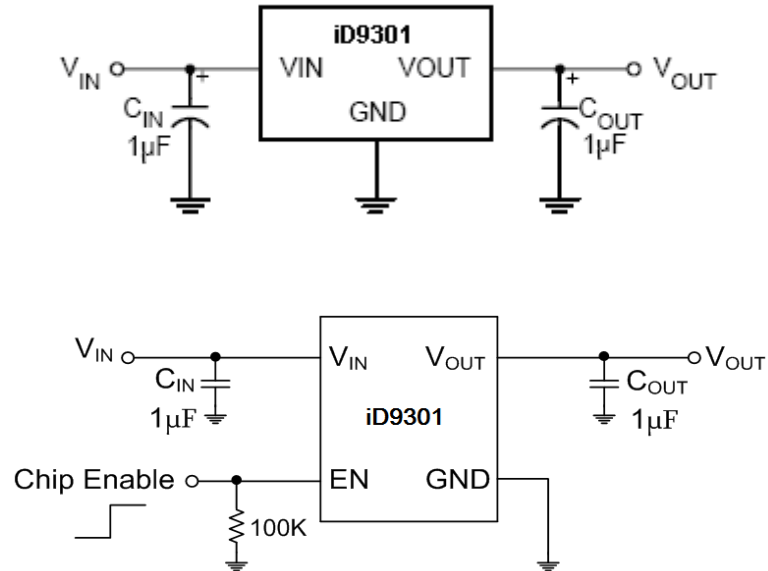 iD9301
VIN
VIN
VOUT
VOUT
CIN
1µF
GND
COUT
1µF
VIN
VIN
VOUT
VOUT
CIN
1µF
iD9301
COUT
1µF
Chip Enable
EN
GND
100K